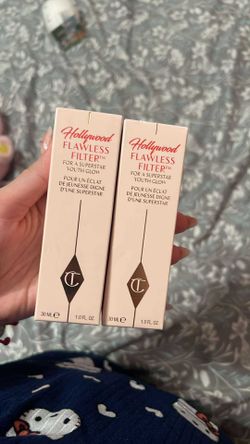 Hollywood
FLAWLESS
FILTER™
FOR A SUPERSTAR
YOUTH GLOW
POUR UN ÉCLAT
DE JEUNESSE DIGNE
D'UNE SUPERSTAR
CT
30 ML ℮ 1.0 FL. OZ
Hollywood
FLAWLESS
FILTER™
FOR A SUPERSTAR
YOUTH GLOW
POUR UN ÉCLAT
DE JEUNESSE DIGNE
D'UNE SUPERSTAR
CT
30 ML ℮ 1.0 FL. OZ